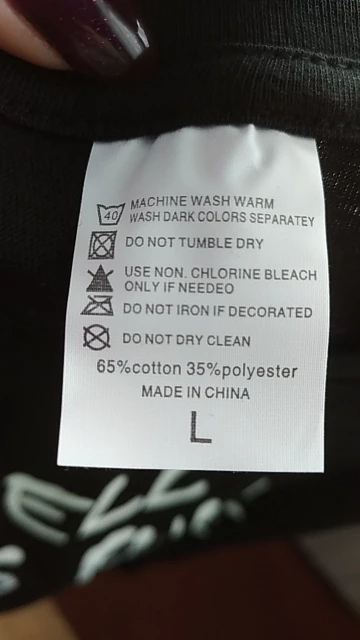 40
MACHINE WASH WARM
WASH DARK COLORS SEPARATEY
DO NOT TUMBLE DRY
USE NON. CHLORINE BLEACH
ONLY IF NEEDEO
DO NOT IRON IF DECORATED
DO NOT DRY CLEAN
65%cotton 35%polyester
MADE IN CHINA
L